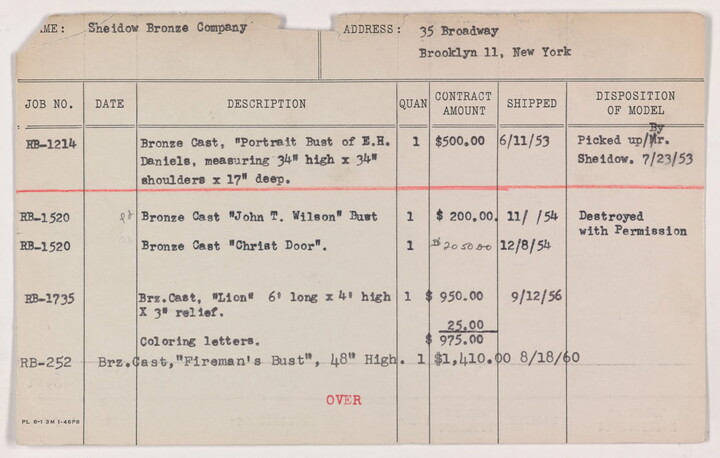 ME: Sheidow Bronze Company ADDRESS: 35 Broadway
Brooklyn 11, New York
JOB NO. DATE DESCRIPTION QUAN CONTRACT AMOUNT SHIPPED DISPOSITION OF MODEL
RB-1214 Bronze Cast, "Portrait Bust of E.H. 1 $500.00 6/11/53 Picked up/By Mr.
Daniels, measuring 34" high x 34" Sheidow. 7/23/53
shoulders x 17" deep.
RB-1520 Bronze Cast "John T. Wilson" Bust 1 $ 200.00. 11/ /54 Destroyed
with Permission
RB-1520 Bronze Cast "Christ Door". 1 $2050.00 12/8/54
RB-1735 Brz.Cast, "Lion" 6' long x 4' high 1 $ 950.00 9/12/56
X 3" relief.
25.00
Coloring letters. $ 975.00
RB-252 Brz.Cast,"Fireman's Bust", 48" High. 1 $1,410.00 8/18/60
OVER
PL 6-1 3M 1-46PB